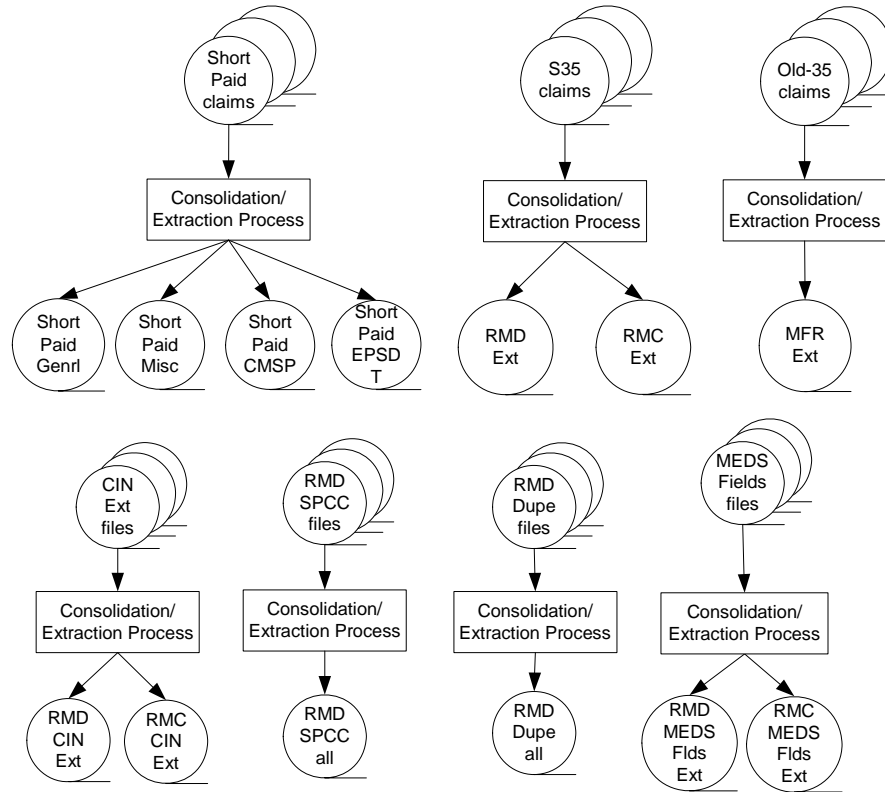 Short
Paid
claims
S35
claims
Old-35
claims
Consolidation/
Extraction Process
Consolidation/
Extraction Process
Consolidation/
Extraction Process
Short
Paid
Genrl
Short
Paid
Misc
Short
Paid
CMSP
Short
Paid
EPSD
T
RMD
Ext
RMC
Ext
MFR
Ext
CIN
Ext
files
RMD
SPCC
files
RMD
Dupe
files
MEDS
Fields
files
Consolidation/
Extraction Process
Consolidation/
Extraction Process
Consolidation/
Extraction Process
Consolidation/
Extraction Process
RMD
CIN
Ext
RMC
CIN
Ext
RMD
SPCC
all
RMD
Dupe
all
RMD
MEDS
Flds
Ext
RMC
MEDS
Flds
Ext